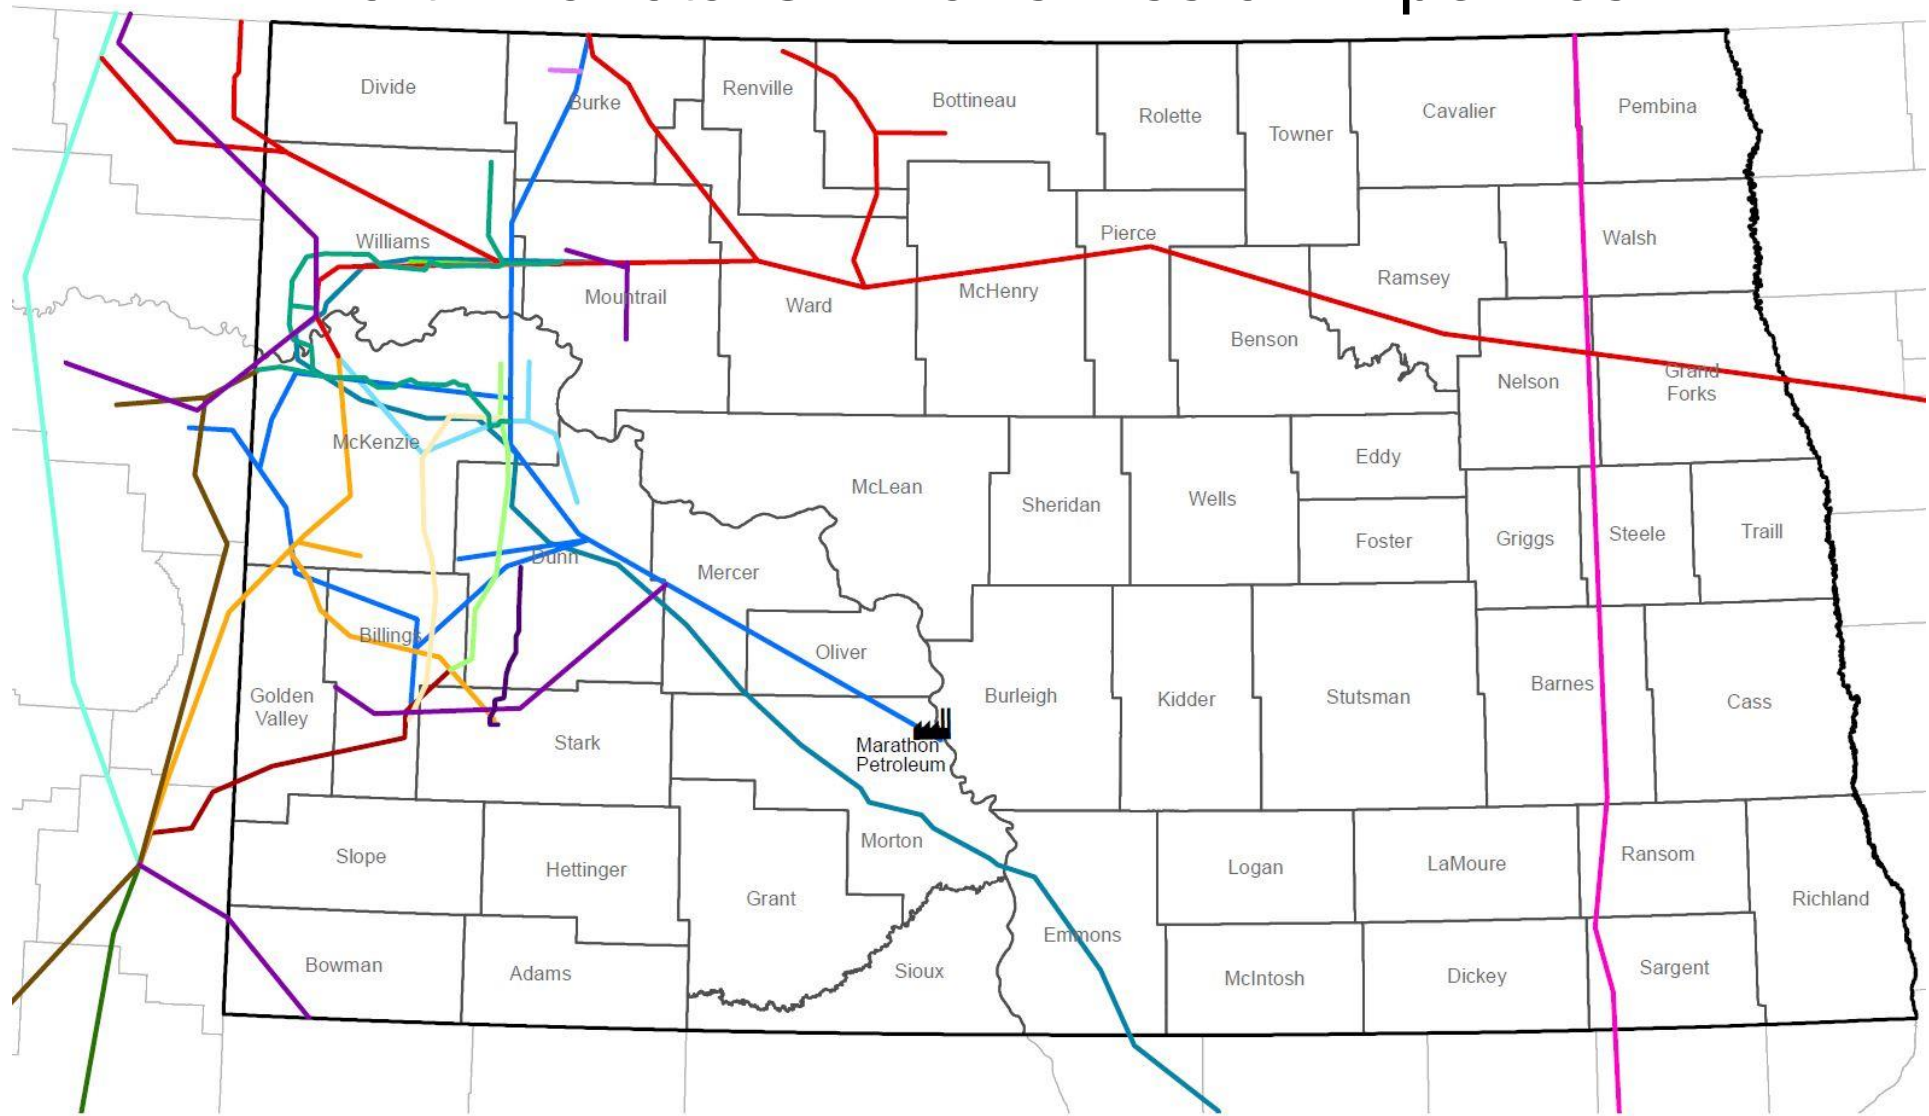 Divide
Burke
Renville
Bottineau
Rolette
Towner
Cavalier
Pembina
Williams
Mountrail
Ward
McHenry
Pierce
Benson
Ramsey
Walsh
Nelson
Grand
Forks
McKenzie
McLean
Sheridan
Wells
Eddy
Foster
Griggs
Steele
Traill
Dunn
Mercer
Oliver
Billings
Golden
Valley
Stark
Marathon
Petroleum
Burleigh
Kidder
Stutsman
Barnes
Cass
Morton
Slope
Hettinger
Grant
Logan
LaMoure
Ransom
Richland
Emmons
Bowman
Adams
Sioux
McIntosh
Dickey
Sargent